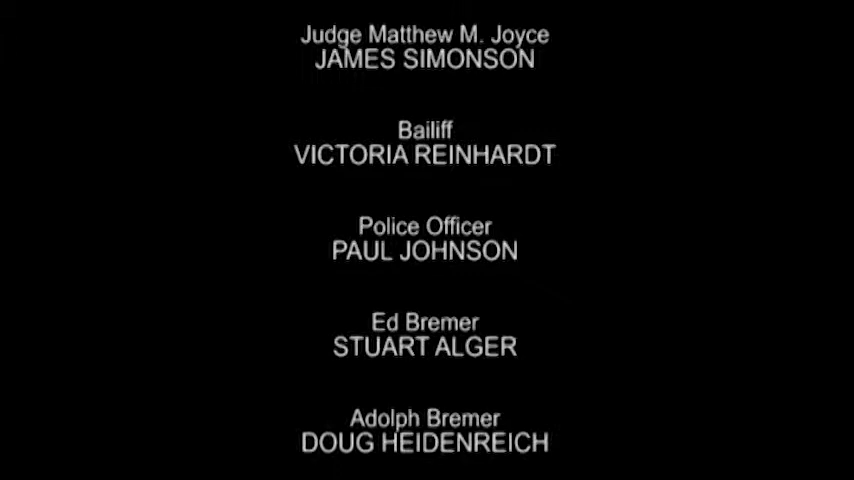 Judge Matthew M. Joyce
JAMES SIMONSON
Bailiff
VICTORIA REINHARDT
Police Officer
PAUL JOHNSON
Ed Bremer
STUART ALGER
Adolph Bremer
DOUG HEIDENREICH